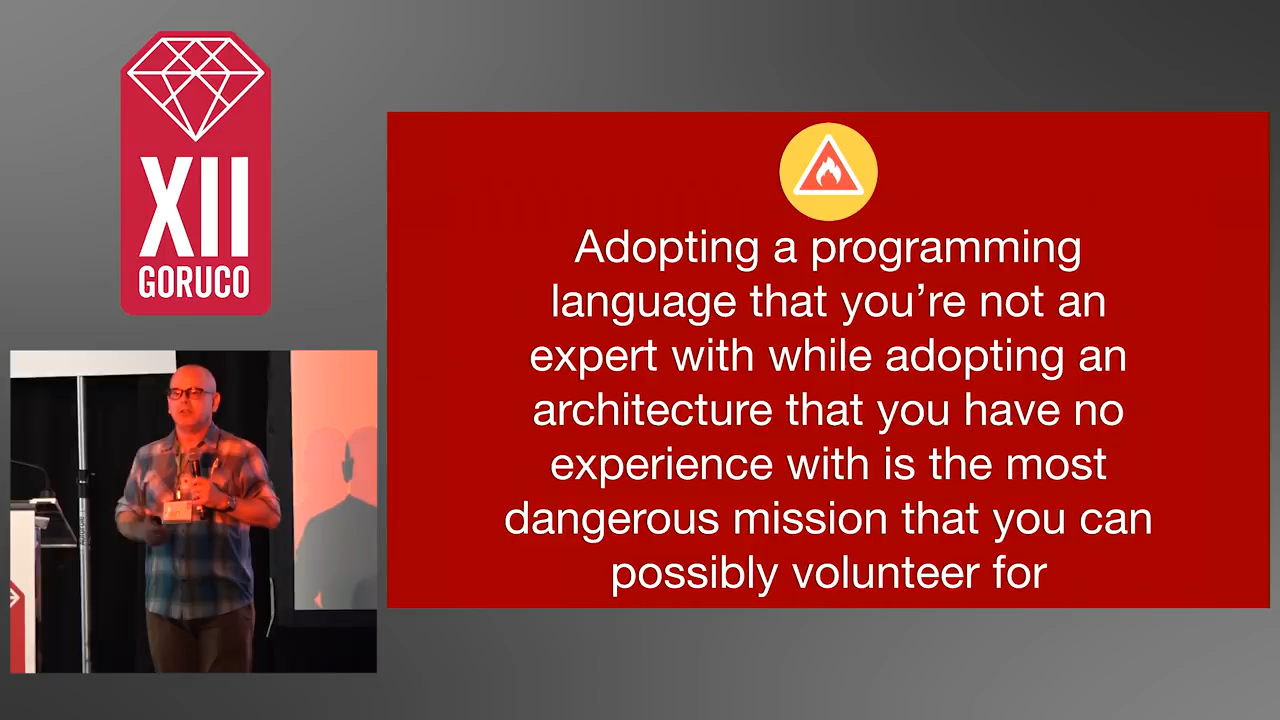 XII
GORUCO
Adopting a programming
language that you're not an
expert with while adopting an
architecture that you have no
experience with is the most
dangerous mission that you can
possibly volunteer for